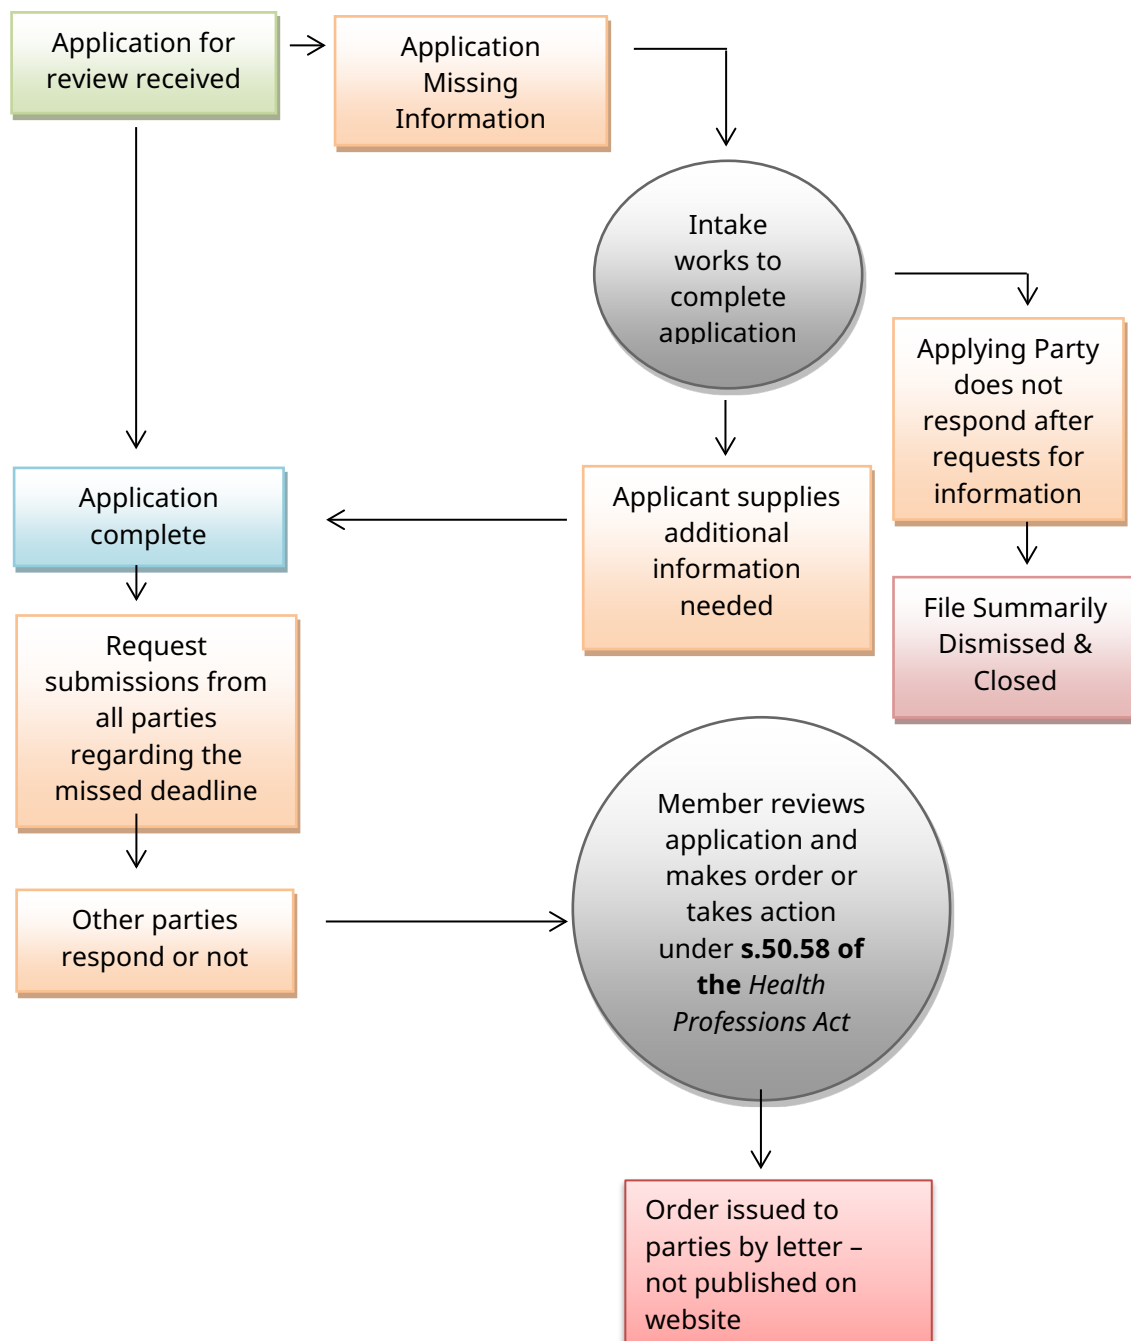 Application for
review received
Application
Missing
Information
Intake
works to
complete
application
Applying Party
does not
respond after
requests for
information
Application
complete
Applicant supplies
additional
information
needed
File Summarily
Dismissed &
Closed
Request
submissions from
all parties
regarding the
missed deadline
Member reviews
application and
makes order or
takes action
under s.50.58 of
the Health
Professions Act
Other parties
respond or not
Order issued to
parties by letter –
not published on
website